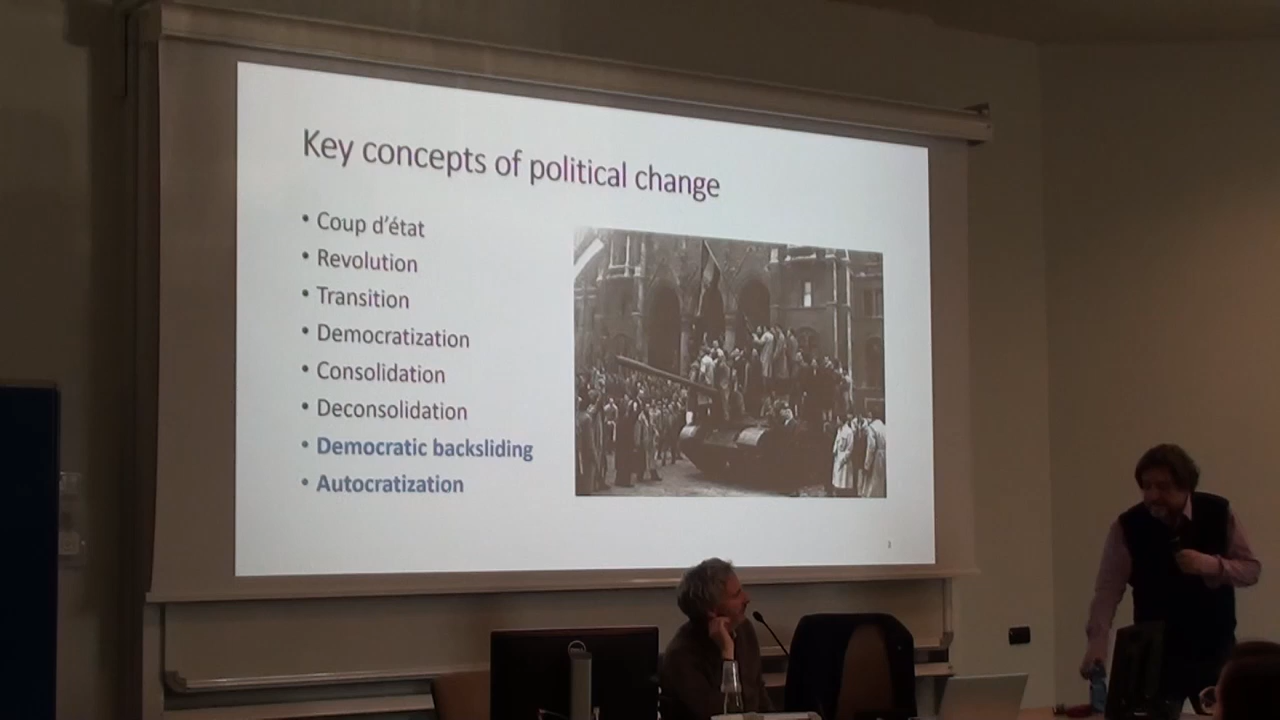 Key concepts of political change
• Coup d'état
• Revolution
• Transition
• Democratization
• Consolidation
• Deconsolidation
• Democratic backsliding
• Autocratization